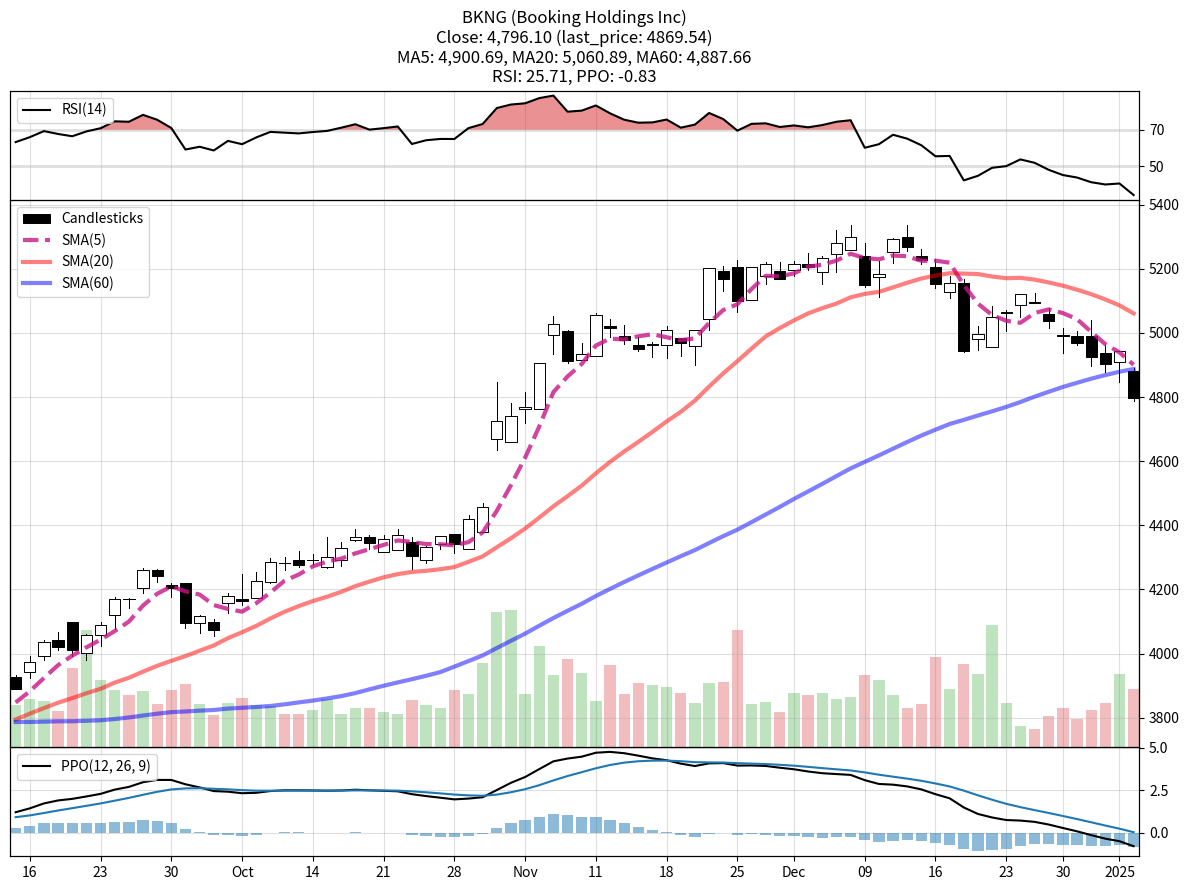 BKNG (Booking Holdings Inc)
Close: 4,796.10 (last_price: 4869.54)
MA5: 4,900.69, MA20: 5,060.89, MA60: 4,887.66
RSI: 25.71, PPO: -0.83
RSI(14)
70
50
Candlesticks
SMA(5)
SMA(20)
SMA(60)
5400
5200
5000
4800
4600
4400
4200
4000
3800
PPO(12, 26, 9)
5.0
2.5
0.0
16 23 30 Oct 14 21 28 Nov 11 18 25 Dec 09 16 23 30 2025